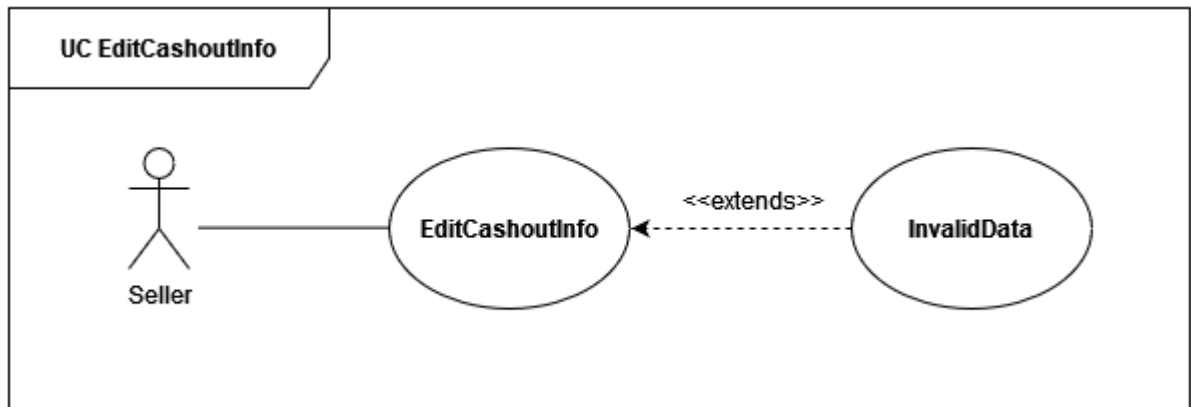 UC EditCashoutInfo
<<extends>>
EditCashoutInfo
InvalidData
Seller